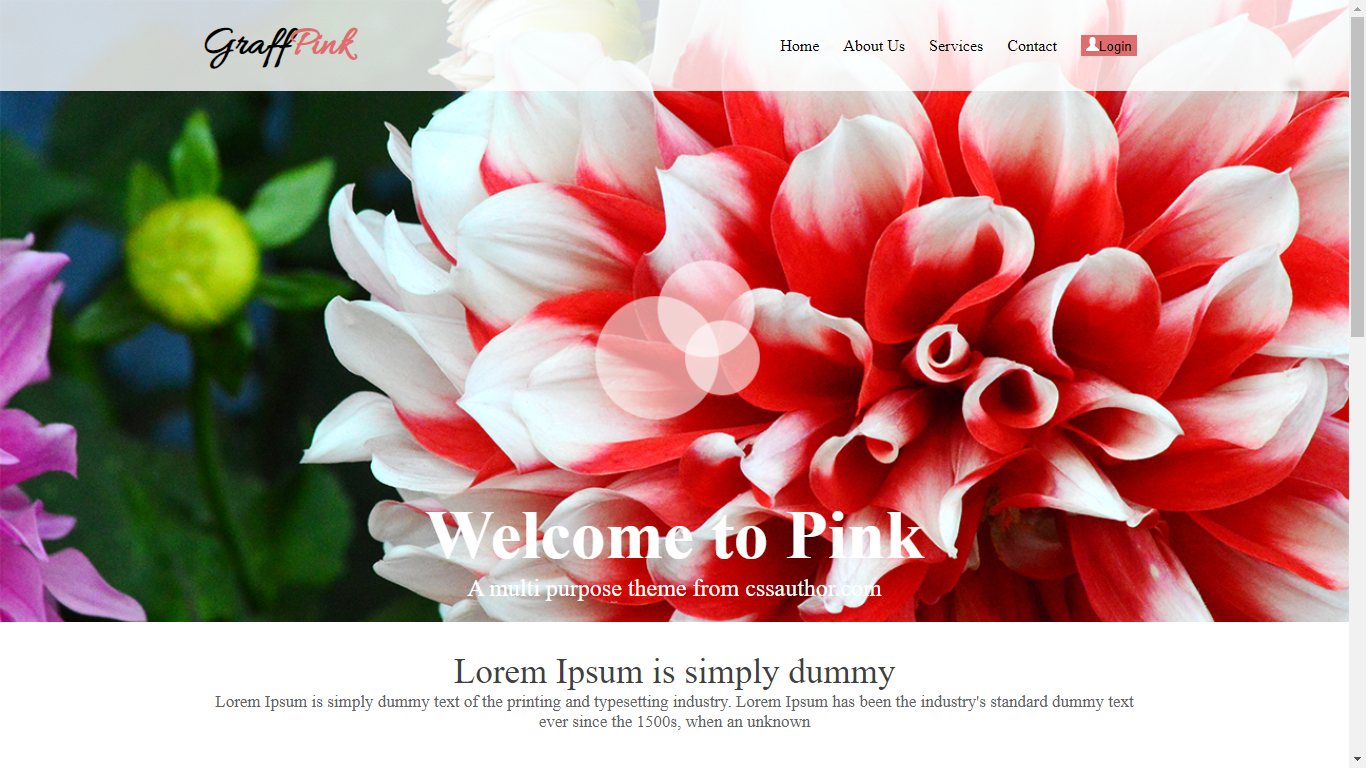 GraffPink
Home About Us Services Contact Login
Welcome to Pink
A multi purpose theme from cssauthor.com
Lorem Ipsum is simply dummy
Lorem Ipsum is simply dummy text of the printing and typesetting industry. Lorem Ipsum has been the industry's standard dummy text
ever since the 1500s, when an unknown